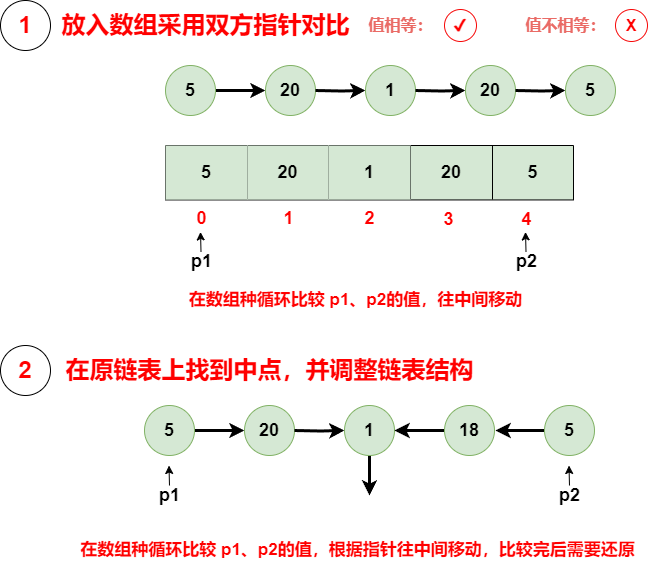 1 放入数组采用双方指针对比 值相等： ✓ 值不相等： X
5 20 1 20 5
5 20 1 20 5
0 1 2 3 4
p1 p2
在数组种循环比较 p1、p2的值，往中间移动
2 在原链表上找到中点，并调整链表结构
5 20 1 18 5
p1 p2
在数组种循环比较 p1、p2的值，根据指针往中间移动，比较完后需要还原